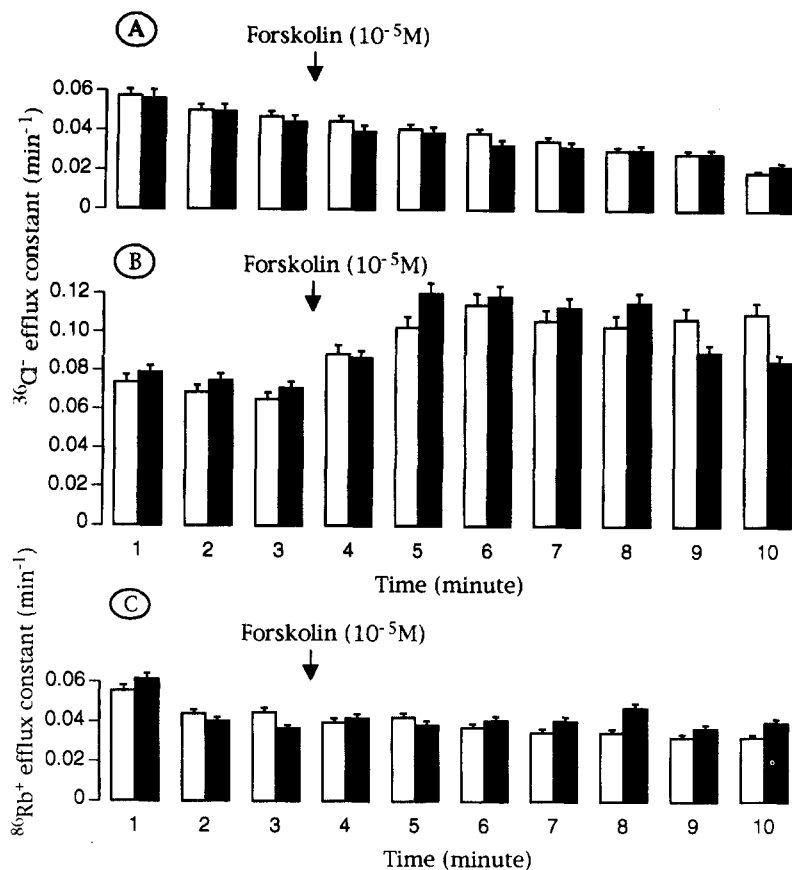 A
Forskolin (10⁻⁵M)
0.06
0.04
0.02
0
³⁶Cl⁻ efflux constant (min⁻¹)
B
Forskolin (10⁻⁵M)
0.12
0.10
0.08
0.06
0.04
0.02
0
1 2 3 4 5 6 7 8 9 10
Time (minute)
C
Forskolin (10⁻⁵M)
⁸⁶Rb⁺ efflux constant (min⁻¹)
0.06
0.04
0.02
0
1 2 3 4 5 6 7 8 9 10
Time (minute)